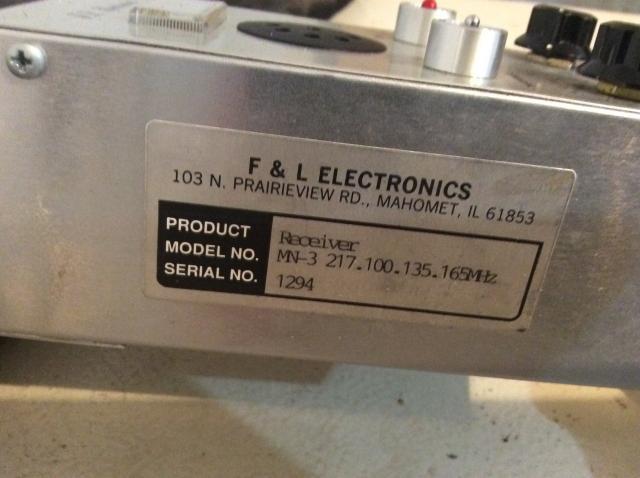 F & L ELECTRONICS
103 N. PRAIRIEVIEW RD., MAHOMET, IL 61853
PRODUCT Receiver
MODEL NO. MN-3 217.100.135.165MHz
SERIAL NO. 1294